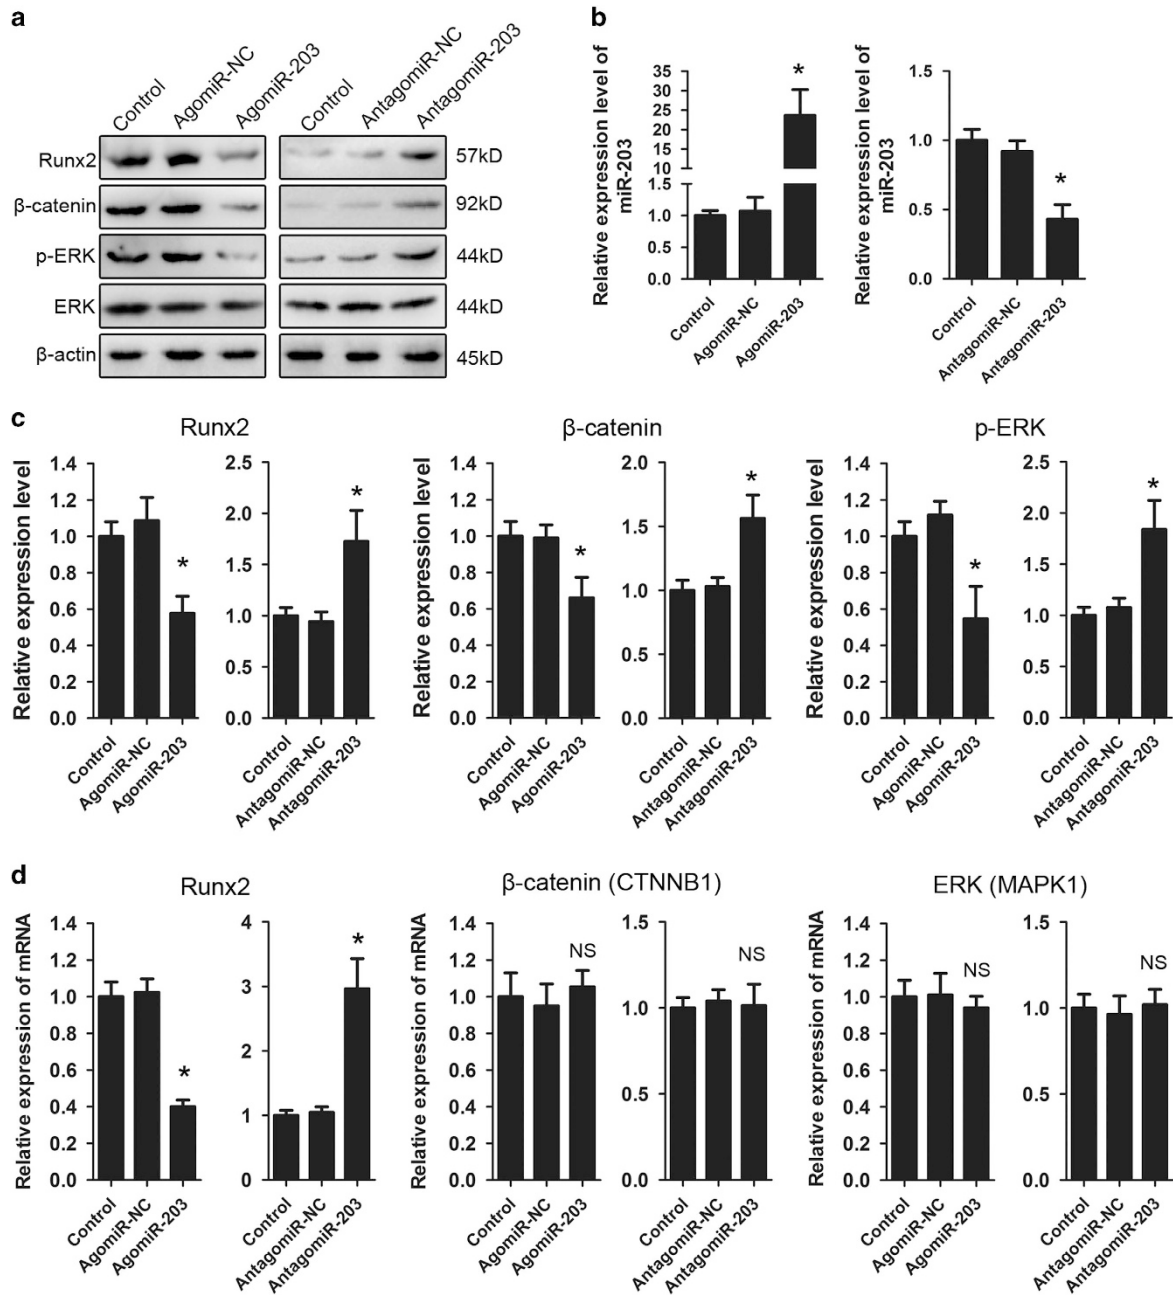 a
Control
AgomiR-NC
AgomiR-203
Control
AntagomiR-NC
AntagomiR-203
Runx2
57kD
β-catenin
92kD
p-ERK
44kD
ERK
44kD
β-actin
45kD
b
Relative expression level of
miR-203
35
30
25
20
15
10
1.5
1.0
0.5
0.0
*
Control
AgomiR-NC
AgomiR-203
Relative expression level of
miR-203
1.5
1.0
0.5
0.0
*
Control
AntagomiR-NC
AntagomiR-203
c
Runx2
Relative expression level
1.4
1.2
1.0
0.8
0.6
0.4
0.2
0.0
*
Control
AgomiR-NC
AgomiR-203
2.5
2.0
1.5
1.0
0.5
0.0
*
Control
AntagomiR-NC
AntagomiR-203
β-catenin
Relative expression level
1.4
1.2
1.0
0.8
0.6
0.4
0.2
0.0
*
Control
AgomiR-NC
AgomiR-203
2.0
1.5
1.0
0.5
0.0
*
Control
AntagomiR-NC
AntagomiR-203
p-ERK
Relative expression level
1.4
1.2
1.0
0.8
0.6
0.4
0.2
0.0
*
Control
AgomiR-NC
AgomiR-203
2.5
2.0
1.5
1.0
0.5
0.0
*
Control
AntagomiR-NC
AntagomiR-203
d
Runx2
Relative expression of mRNA
1.4
1.2
1.0
0.8
0.6
0.4
0.2
0.0
*
Control
AgomiR-NC
AgomiR-203
4
3
2
1
0
*
Control
AntagomiR-NC
AntagomiR-203
β-catenin (CTNNB1)
Relative expression of mRNA
1.4
1.2
1.0
0.8
0.6
0.4
0.2
0.0
NS
Control
AgomiR-NC
AgomiR-203
1.5
1.0
0.5
0.0
NS
Control
AntagomiR-NC
AntagomiR-203
ERK (MAPK1)
Relative expression of mRNA
1.4
1.2
1.0
0.8
0.6
0.4
0.2
0.0
NS
Control
AgomiR-NC
AgomiR-203
1.5
1.0
0.5
0.0
NS
Control
AntagomiR-NC
AntagomiR-203